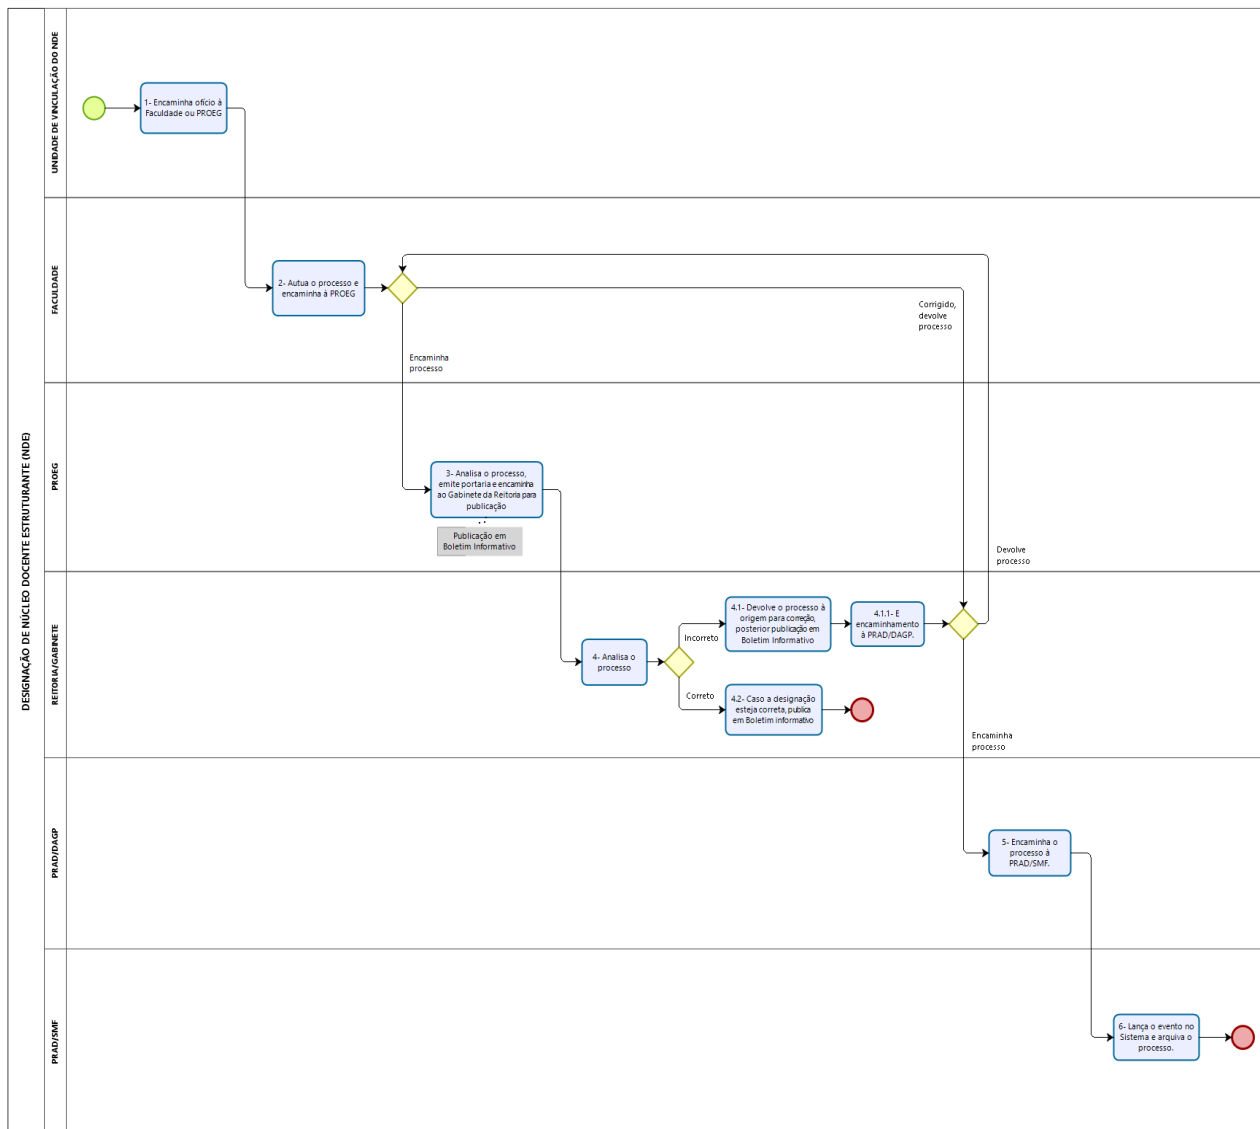 DESIGNAÇÃO DE NÚCLEO DOCENTE ESTRUTURANTE (NDE)
UNIDADE DE VINCULAÇÃO DO NDE
1- Encaminha ofício à
Faculdade ou PROEG
FACULDADE
2- Autua o processo e
encaminha à PROEG
Corrigido,
devolve
processo
Encaminha
processo
PROEG
3- Analisa o processo,
emite portaria e encaminha
ao Gabinete da Reitoria para
publicação
Publicação em
Boletim Informativo
Devolve
processo
REITORIA/GABINETE
4- Analisa o
processo
Incorreto
Correto
4.1- Devolve o processo à
origem para correção,
posterior publicação em
Boletim Informativo
4.1.1- E
encaminhamento
à PRAD/DAGP.
4.2- Caso a designação
esteja correta, publica
em Boletim informativo
Encaminha
processo
PRAD/DAGP
5- Encaminha o
processo à
PRAD/SMF.
PRAD/SMF
6- Lança o evento no
Sistema e arquiva o
processo.